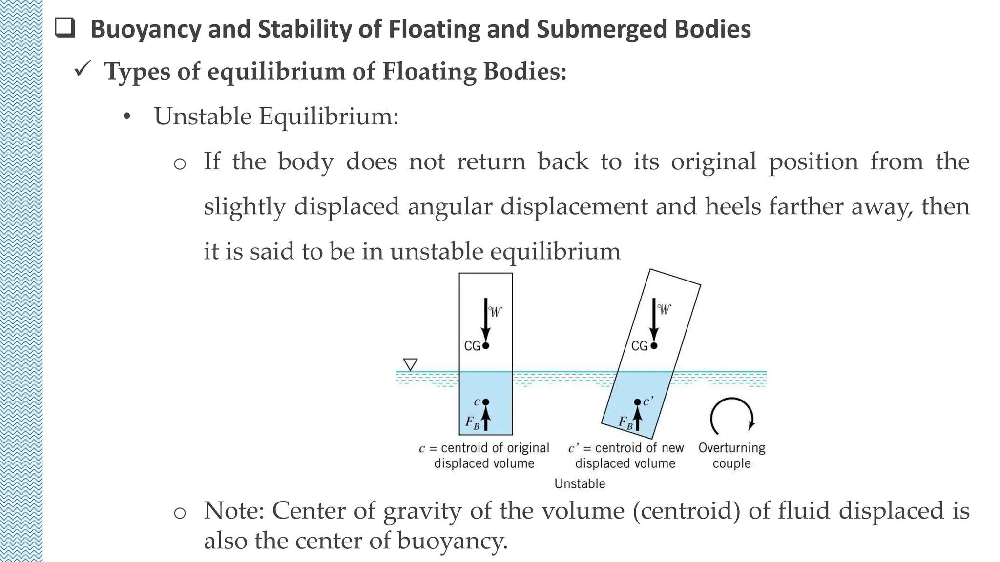 Buoyancy and Stability of Floating and Submerged Bodies
Types of equilibrium of Floating Bodies:
• Unstable Equilibrium:
o If the body does not return back to its original position from the
slightly displaced angular displacement and heels farther away, then
it is said to be in unstable equilibrium
𝒲
𝒲
CG
CG
c
c’
F_B
F_B
c = centroid of original
displaced volume
c’ = centroid of new
displaced volume
Overturning
couple
Unstable
o Note: Center of gravity of the volume (centroid) of fluid displaced is
also the center of buoyancy.